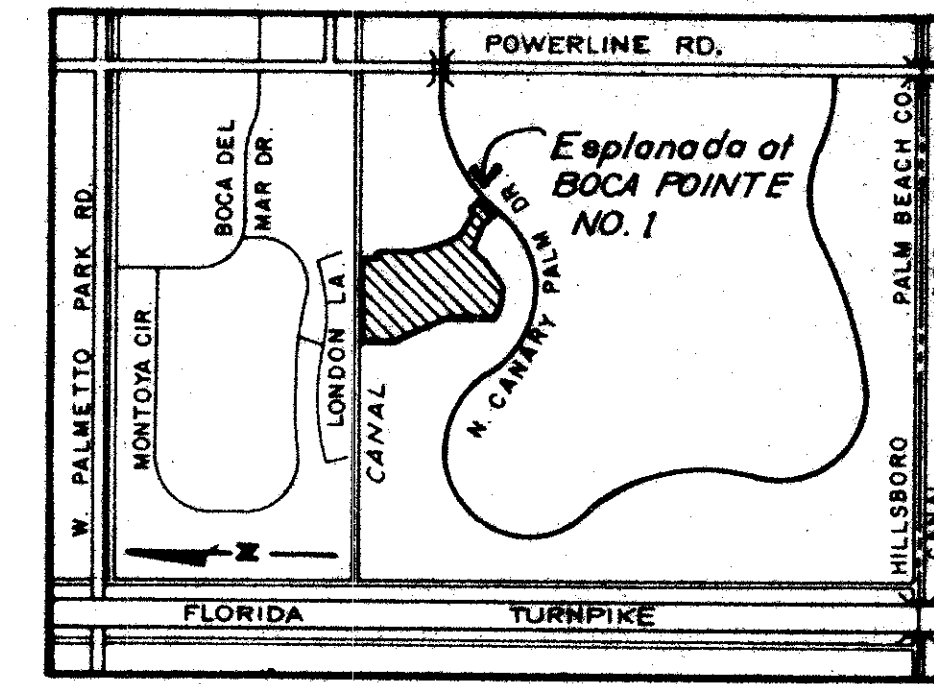 POWERLINE RD.
Esplanada at
BOCA POINTE
NO. 1
BOCA DEL
MAR DR.
W. PALMETTO PARK RD.
MONTOYA CIR.
LONDON LA.
CANAL
N. CANARY PALM DR.
PALM BEACH CO.
HILLSBORO
CANAL
N
FLORIDA TURNPIKE